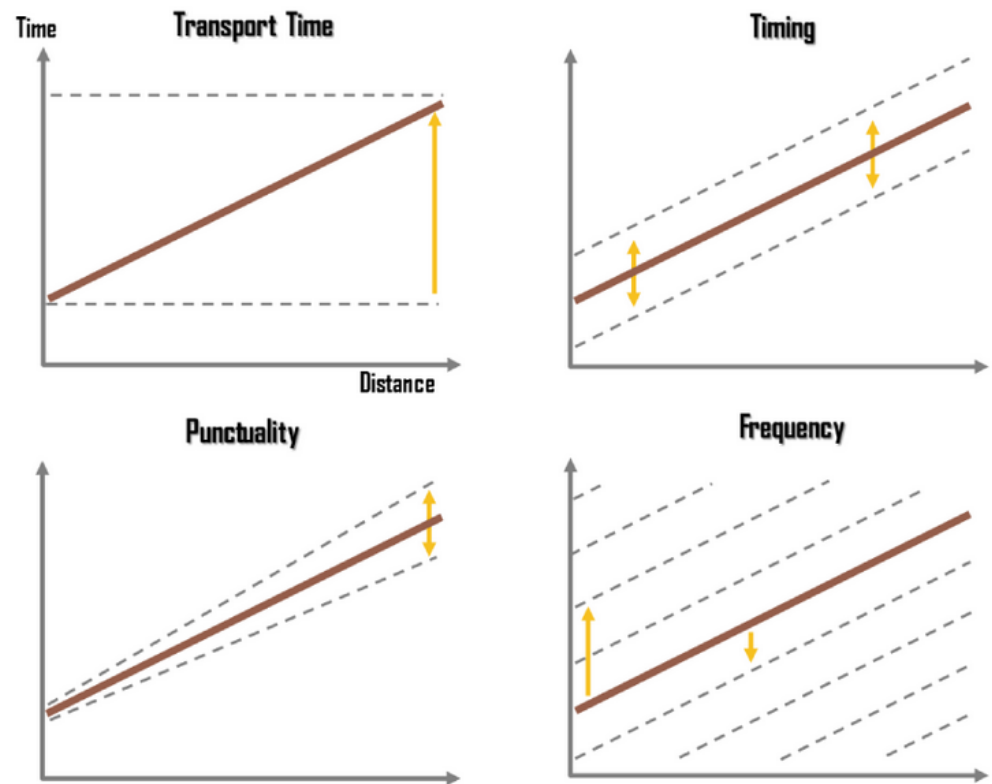 Time
Transport Time
Timing
Distance
Punctuality
Frequency